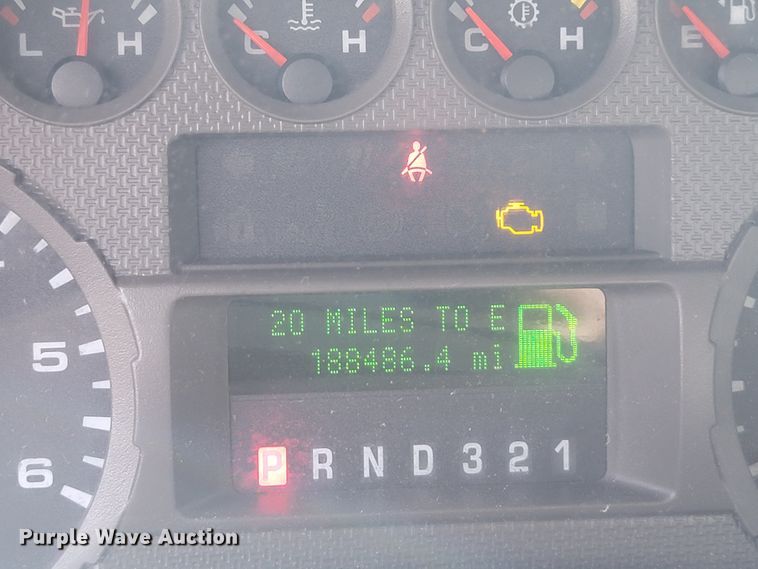 L H C H C H E
20 MILES TO E
188486.4 mi
5
P R N D 3 2 1
6
Purple Wave Auction